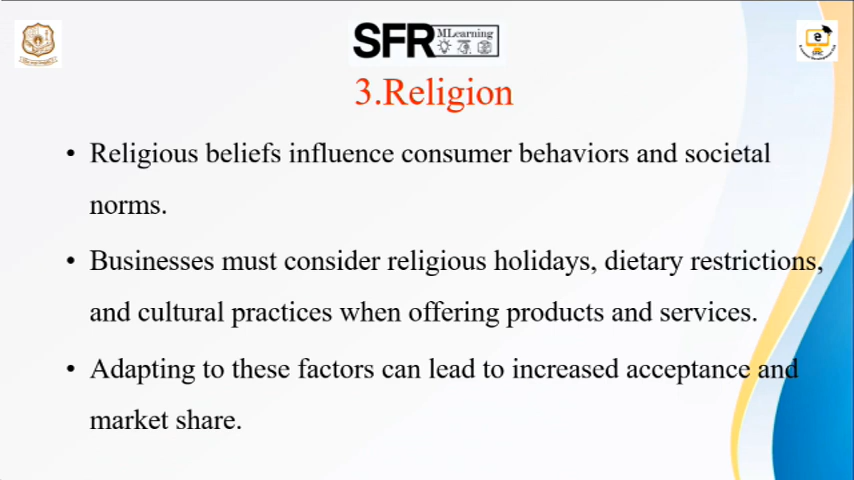 SFR MLearning
3.Religion
• Religious beliefs influence consumer behaviors and societal
norms.
• Businesses must consider religious holidays, dietary restrictions,
and cultural practices when offering products and services.
• Adapting to these factors can lead to increased acceptance and
market share.